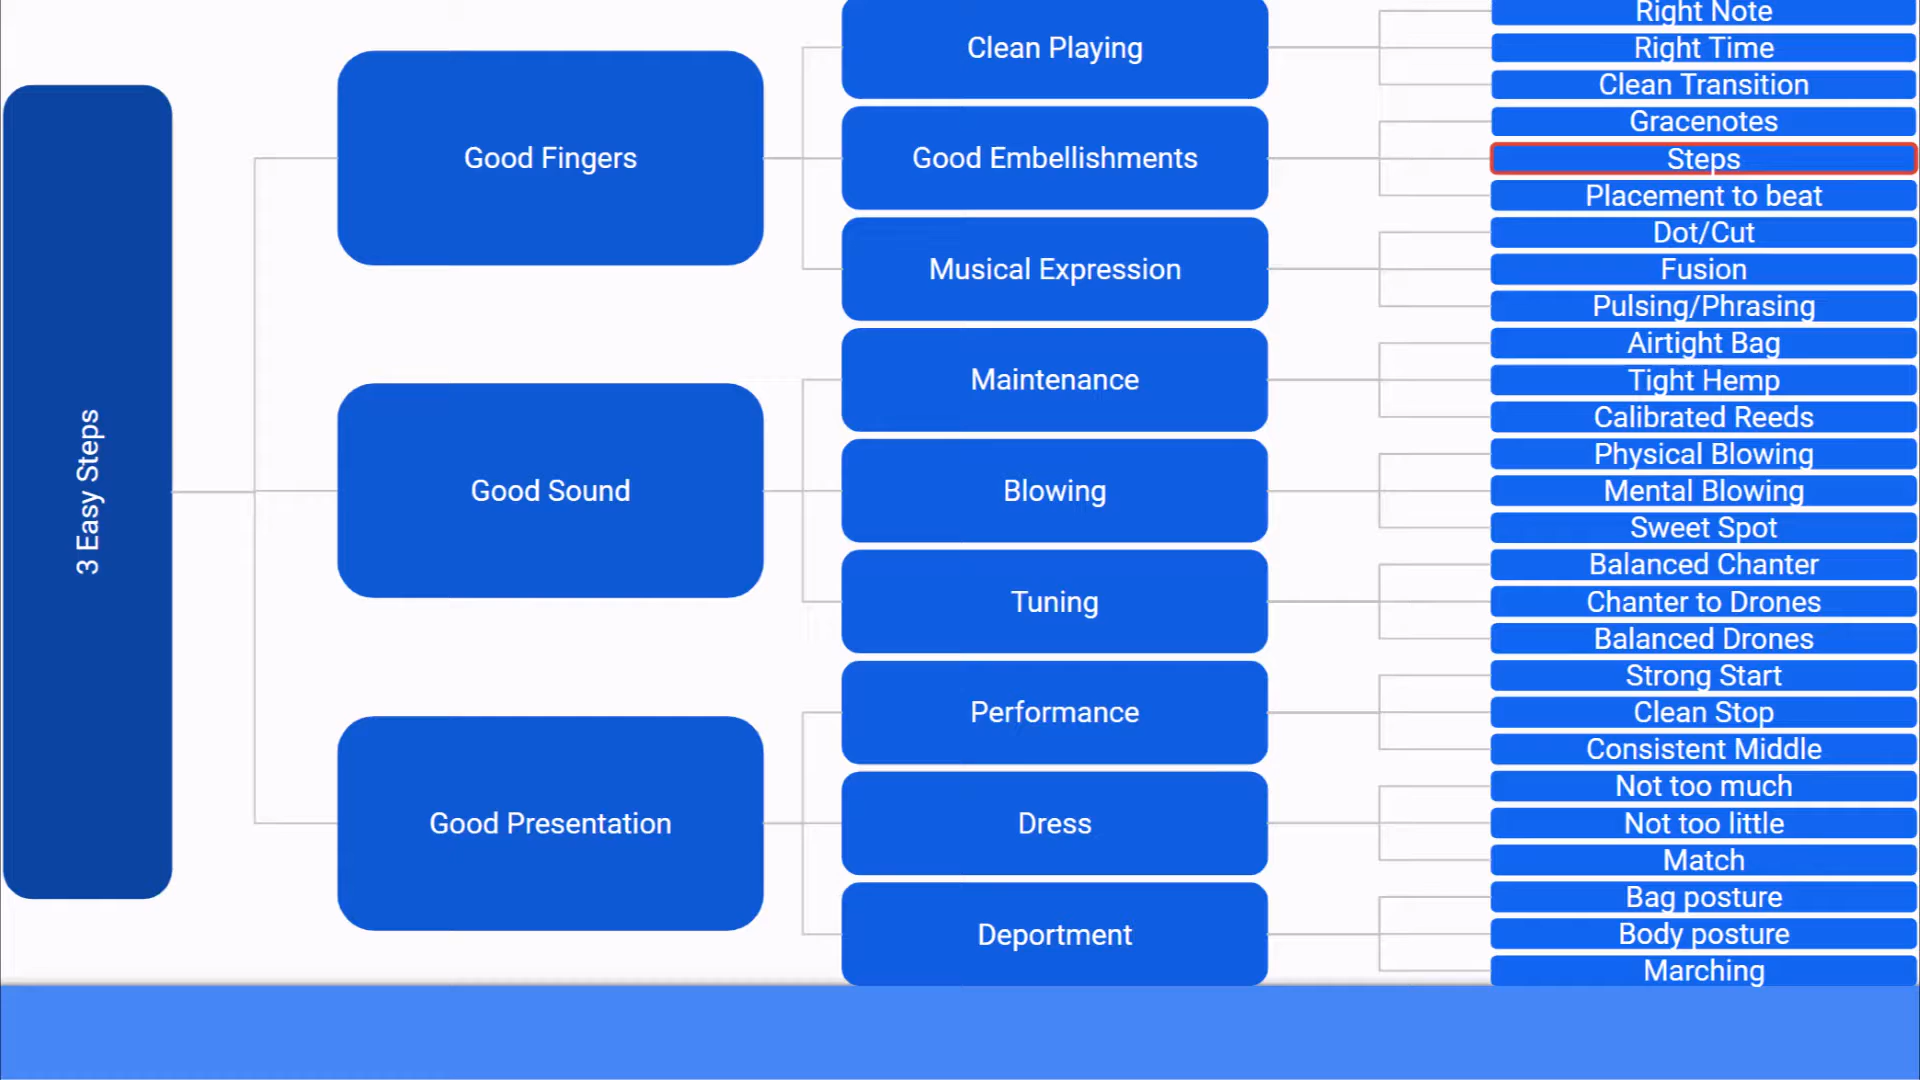 3 Easy Steps
Good Fingers
Good Sound
Good Presentation
Clean Playing
Good Embellishments
Musical Expression
Maintenance
Blowing
Tuning
Performance
Dress
Deportment
Right Note
Right Time
Clean Transition
Gracenotes
Steps
Placement to beat
Dot/Cut
Fusion
Pulsing/Phrasing
Airtight Bag
Tight Hemp
Calibrated Reeds
Physical Blowing
Mental Blowing
Sweet Spot
Balanced Chanter
Chanter to Drones
Balanced Drones
Strong Start
Clean Stop
Consistent Middle
Not too much
Not too little
Match
Bag posture
Body posture
Marching